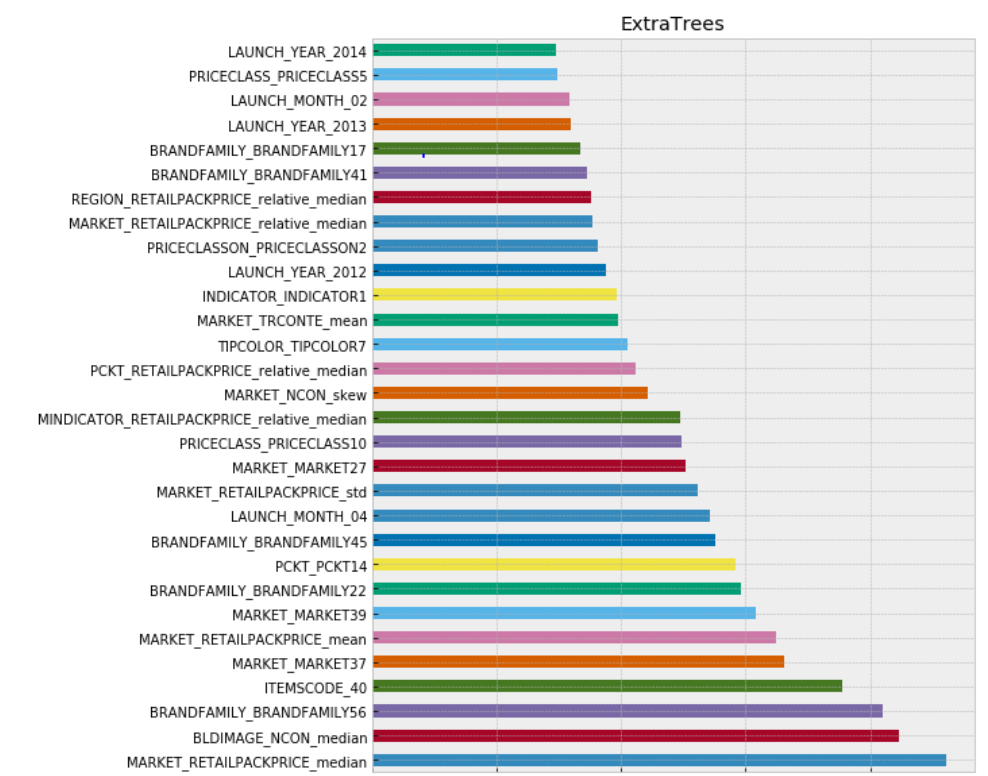 ExtraTrees
LAUNCH_YEAR_2014
PRICECLASS_PRICECLASS5
LAUNCH_MONTH_02
LAUNCH_YEAR_2013
BRANDFAMILY_BRANDFAMILY17
BRANDFAMILY_BRANDFAMILY41
REGION_RETAILPACKPRICE_relative_median
MARKET_RETAILPACKPRICE_relative_median
PRICECLASSON_PRICECLASSON2
LAUNCH_YEAR_2012
INDICATOR_INDICATOR1
MARKET_TRCONTE_mean
TIPCOLOR_TIPCOLOR7
PCKT_RETAILPACKPRICE_relative_median
MARKET_NCON_skew
MINDICATOR_RETAILPACKPRICE_relative_median
PRICECLASS_PRICECLASS10
MARKET_MARKET27
MARKET_RETAILPACKPRICE_std
LAUNCH_MONTH_04
BRANDFAMILY_BRANDFAMILY45
PCKT_PCKT14
BRANDFAMILY_BRANDFAMILY22
MARKET_MARKET39
MARKET_RETAILPACKPRICE_mean
MARKET_MARKET37
ITEMSCODE_40
BRANDFAMILY_BRANDFAMILY56
BLDIMAGE_NCON_median
MARKET_RETAILPACKPRICE_median